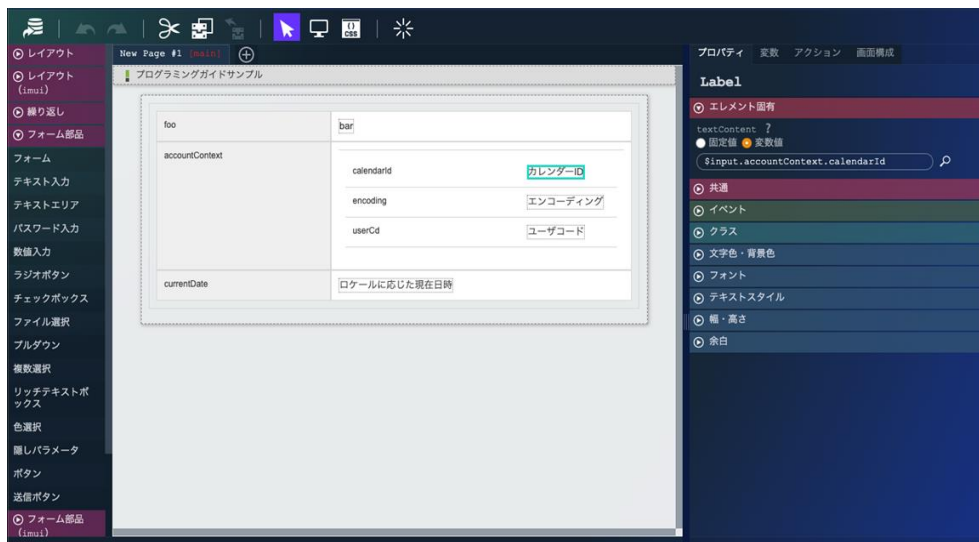 {}
CSS
レイアウト
レイアウト
(imui)
繰り返し
フォーム部品
フォーム
テキスト入力
テキストエリア
パスワード入力
数値入力
ラジオボタン
チェックボックス
ファイル選択
プルダウン
複数選択
リッチテキストボ
ックス
色選択
隠しパラメータ
ボタン
送信ボタン
フォーム部品
(imui)
New Page #1 [main]
プログラミングガイドサンプル
foo
bar
accountContext
calendarId
カレンダーID
encoding
エンコーディング
userCd
ユーザコード
currentDate
ロケールに応じた現在日時
プロパティ 変数 アクション 画面構成
Label
エレメント固有
textContent ?
固定値 変数値
$input.accountContext.calendarId
共通
イベント
クラス
文字色・背景色
フォント
テキストスタイル
幅・高さ
余白